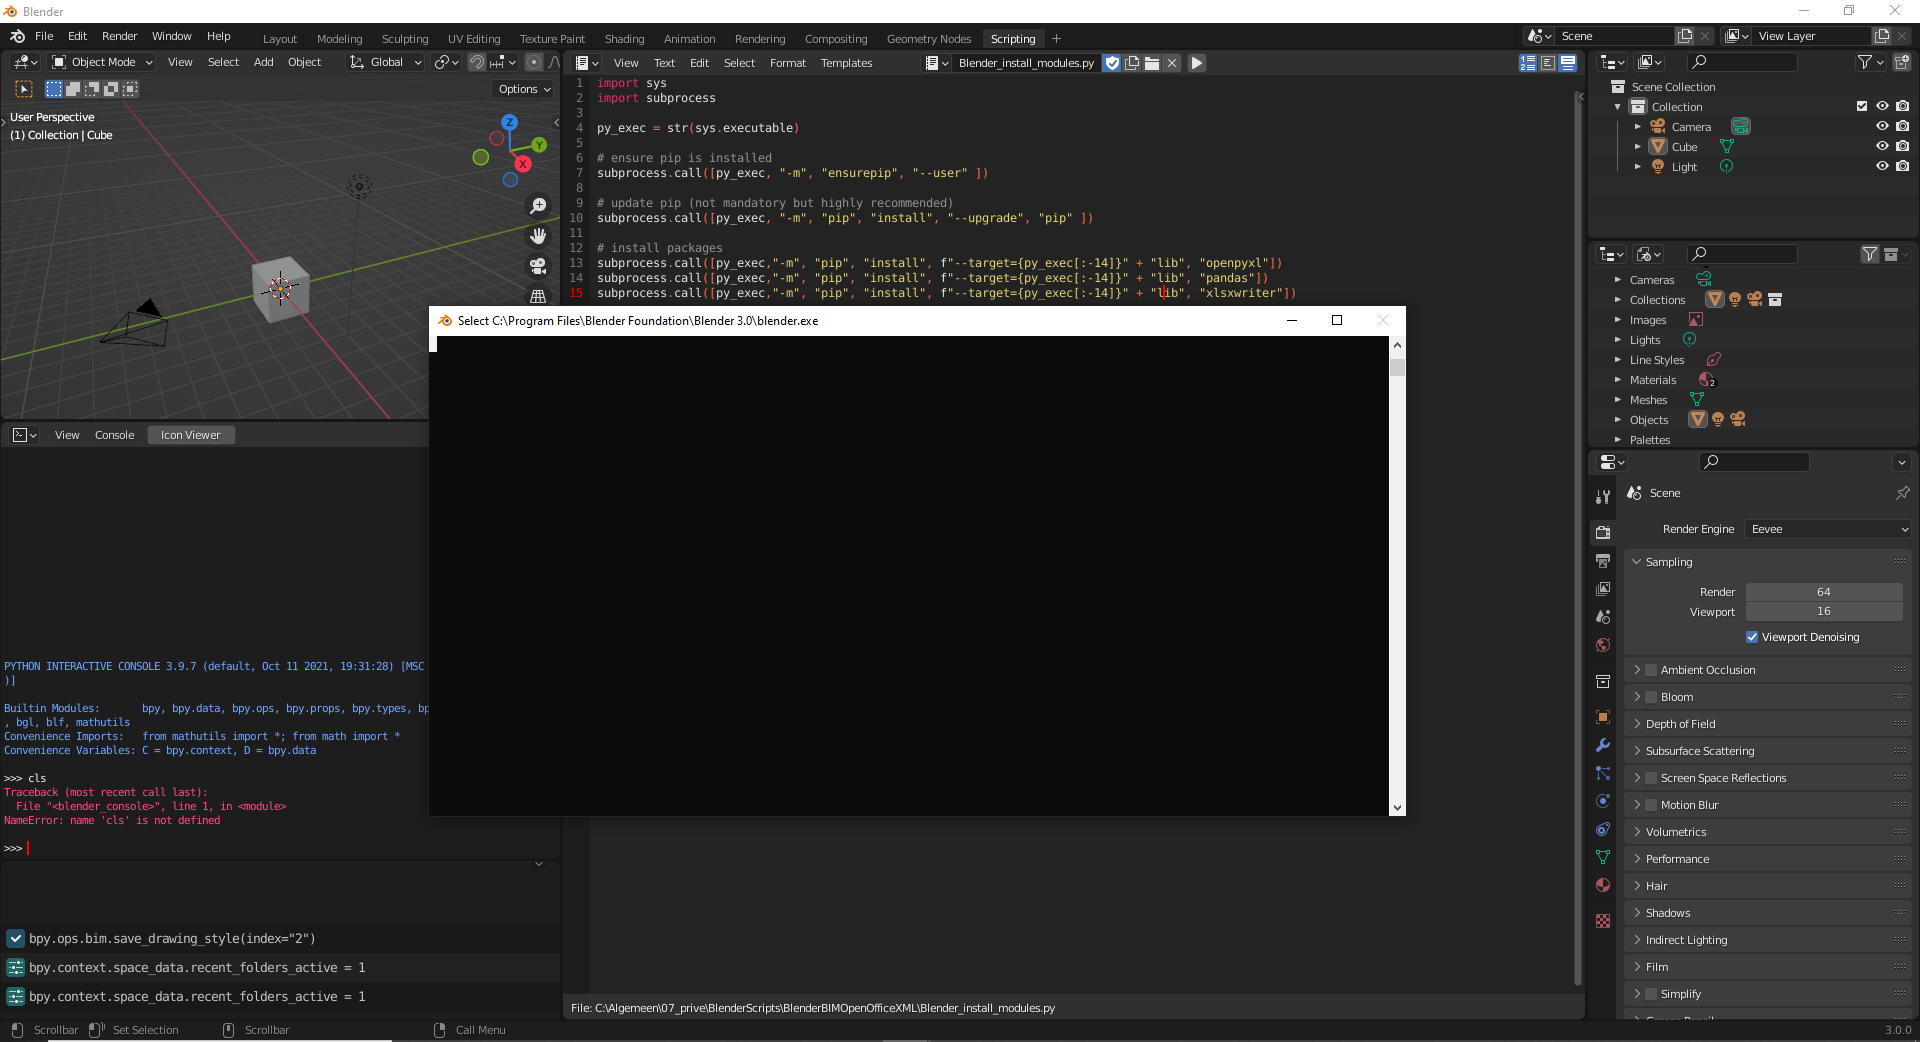 Blender
File Edit Render Window Help
Layout Modeling Sculpting UV Editing Texture Paint Shading Animation Rendering Compositing Geometry Nodes Scripting +
Scene
View Layer
Object Mode View Select Add Object Global
Options
User Perspective
(1) Collection | Cube
Z
Y
X
View Text Edit Select Format Templates Blender_install_modules.py
1 import sys
2 import subprocess
3
4 py_exec = str(sys.executable)
5
6 # ensure pip is installed
7 subprocess.call([py_exec, "-m", "ensurepip", "--user" ])
8
9 # update pip (not mandatory but highly recommended)
10 subprocess.call([py_exec, "-m", "pip", "install", "--upgrade", "pip" ])
11
12 # install packages
13 subprocess.call([py_exec,"-m", "pip", "install", f"--target={py_exec[:-14]}" + "lib", "openpyxl"])
14 subprocess.call([py_exec,"-m", "pip", "install", f"--target={py_exec[:-14]}" + "lib", "pandas"])
15 subprocess.call([py_exec,"-m", "pip", "install", f"--target={py_exec[:-14]}" + "lib", "xlsxwriter"])
Select C:\Program Files\Blender Foundation\Blender 3.0\blender.exe
View Console Icon Viewer
PYTHON INTERACTIVE CONSOLE 3.9.7 (default, Oct 11 2021, 19:31:28) [MSC
)]
Builtin Modules: bpy, bpy.data, bpy.ops, bpy.props, bpy.types, bp
, bgl, blf, mathutils
Convenience Imports: from mathutils import *; from math import *
Convenience Variables: C = bpy.context, D = bpy.data
>>> cls
Traceback (most recent call last):
File "<blender_console>", line 1, in <module>
NameError: name 'cls' is not defined
>>>
bpy.ops.bim.save_drawing_style(index="2")
bpy.context.space_data.recent_folders_active = 1
bpy.context.space_data.recent_folders_active = 1
File: C:\Algemeen\07_prive\BlenderScripts\BlenderBIMOpenOfficeXML\Blender_install_modules.py
Scene Collection
Collection
Camera
Cube
Light
Cameras
Collections
Images
Lights
Line Styles
Materials 2
Meshes
Objects
Palettes
Scene
Render Engine Eevee
Sampling
Render 64
Viewport 16
Viewport Denoising
Ambient Occlusion
Bloom
Depth of Field
Subsurface Scattering
Screen Space Reflections
Motion Blur
Volumetrics
Performance
Hair
Shadows
Indirect Lighting
Film
Simplify
Scrollbar Set Selection Scrollbar Call Menu
3.0.0